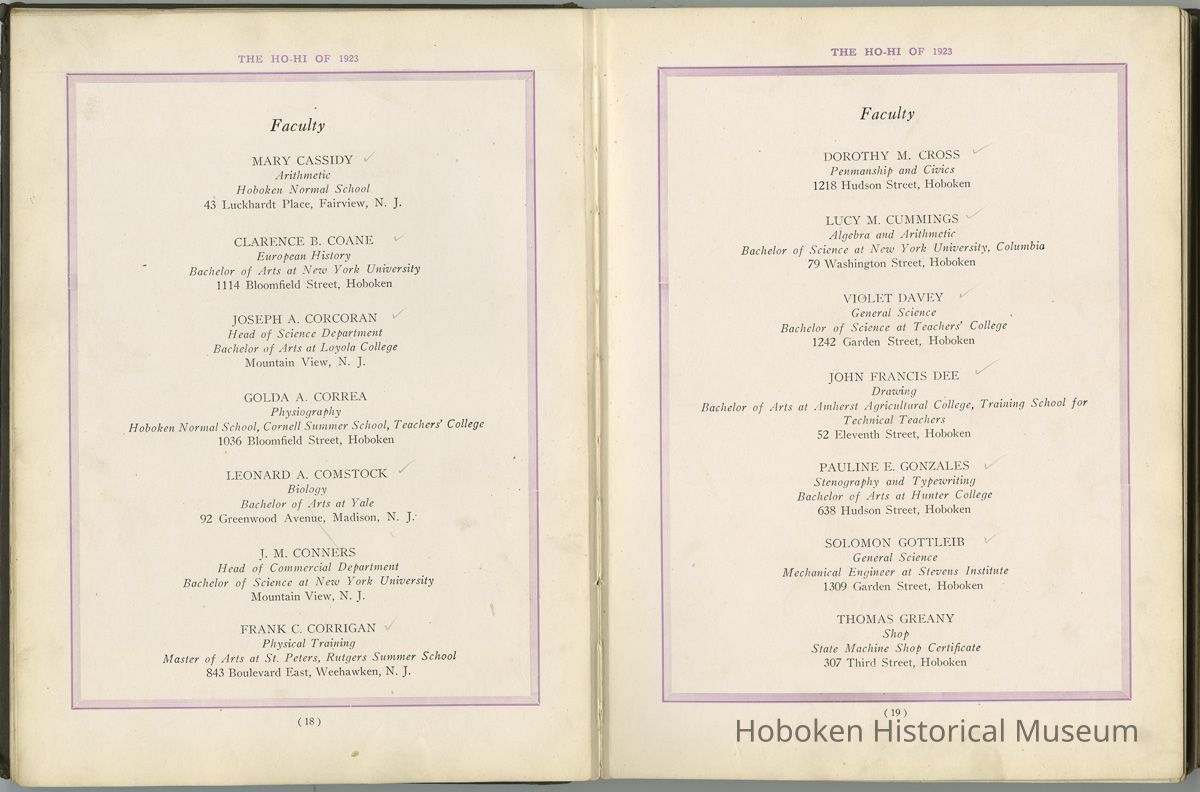 THE HO-HI OF 1923
Faculty
MARY CASSIDY
Arithmetic
Hoboken Normal School
43 Luckhardt Place, Fairview, N. J.
CLARENCE B. COANE
European History
Bachelor of Arts at New York University
1114 Bloomfield Street, Hoboken
JOSEPH A. CORCORAN
Head of Science Department
Bachelor of Arts at Loyola College
Mountain View, N. J.
GOLDA A. CORREA
Physiography
Hoboken Normal School, Cornell Summer School, Teachers' College
1036 Bloomfield Street, Hoboken
LEONARD A. COMSTOCK
Biology
Bachelor of Arts at Yale
92 Greenwood Avenue, Madison, N. J.
J. M. CONNERS
Head of Commercial Department
Bachelor of Science at New York University
Mountain View, N. J.
FRANK C. CORRIGAN
Physical Training
Master of Arts at St. Peters, Rutgers Summer School
843 Boulevard East, Weehawken, N. J.
(18)
THE HO-HI OF 1923
Faculty
DOROTHY M. CROSS
Penmanship and Civics
1218 Hudson Street, Hoboken
LUCY M. CUMMINGS
Algebra and Arithmetic
Bachelor of Science at New York University, Columbia
79 Washington Street, Hoboken
VIOLET DAVEY
General Science
Bachelor of Science at Teachers' College
1242 Garden Street, Hoboken
JOHN FRANCIS DEE
Drawing
Bachelor of Arts at Amherst Agricultural College, Training School for
Technical Teachers
52 Eleventh Street, Hoboken
PAULINE E. GONZALES
Stenography and Typewriting
Bachelor of Arts at Hunter College
638 Hudson Street, Hoboken
SOLOMON GOTTLEIB
General Science
Mechanical Engineer at Stevens Institute
1309 Garden Street, Hoboken
THOMAS GREANY
Shop
State Machine Shop Certificate
307 Third Street, Hoboken
(19)
Hoboken Historical Museum